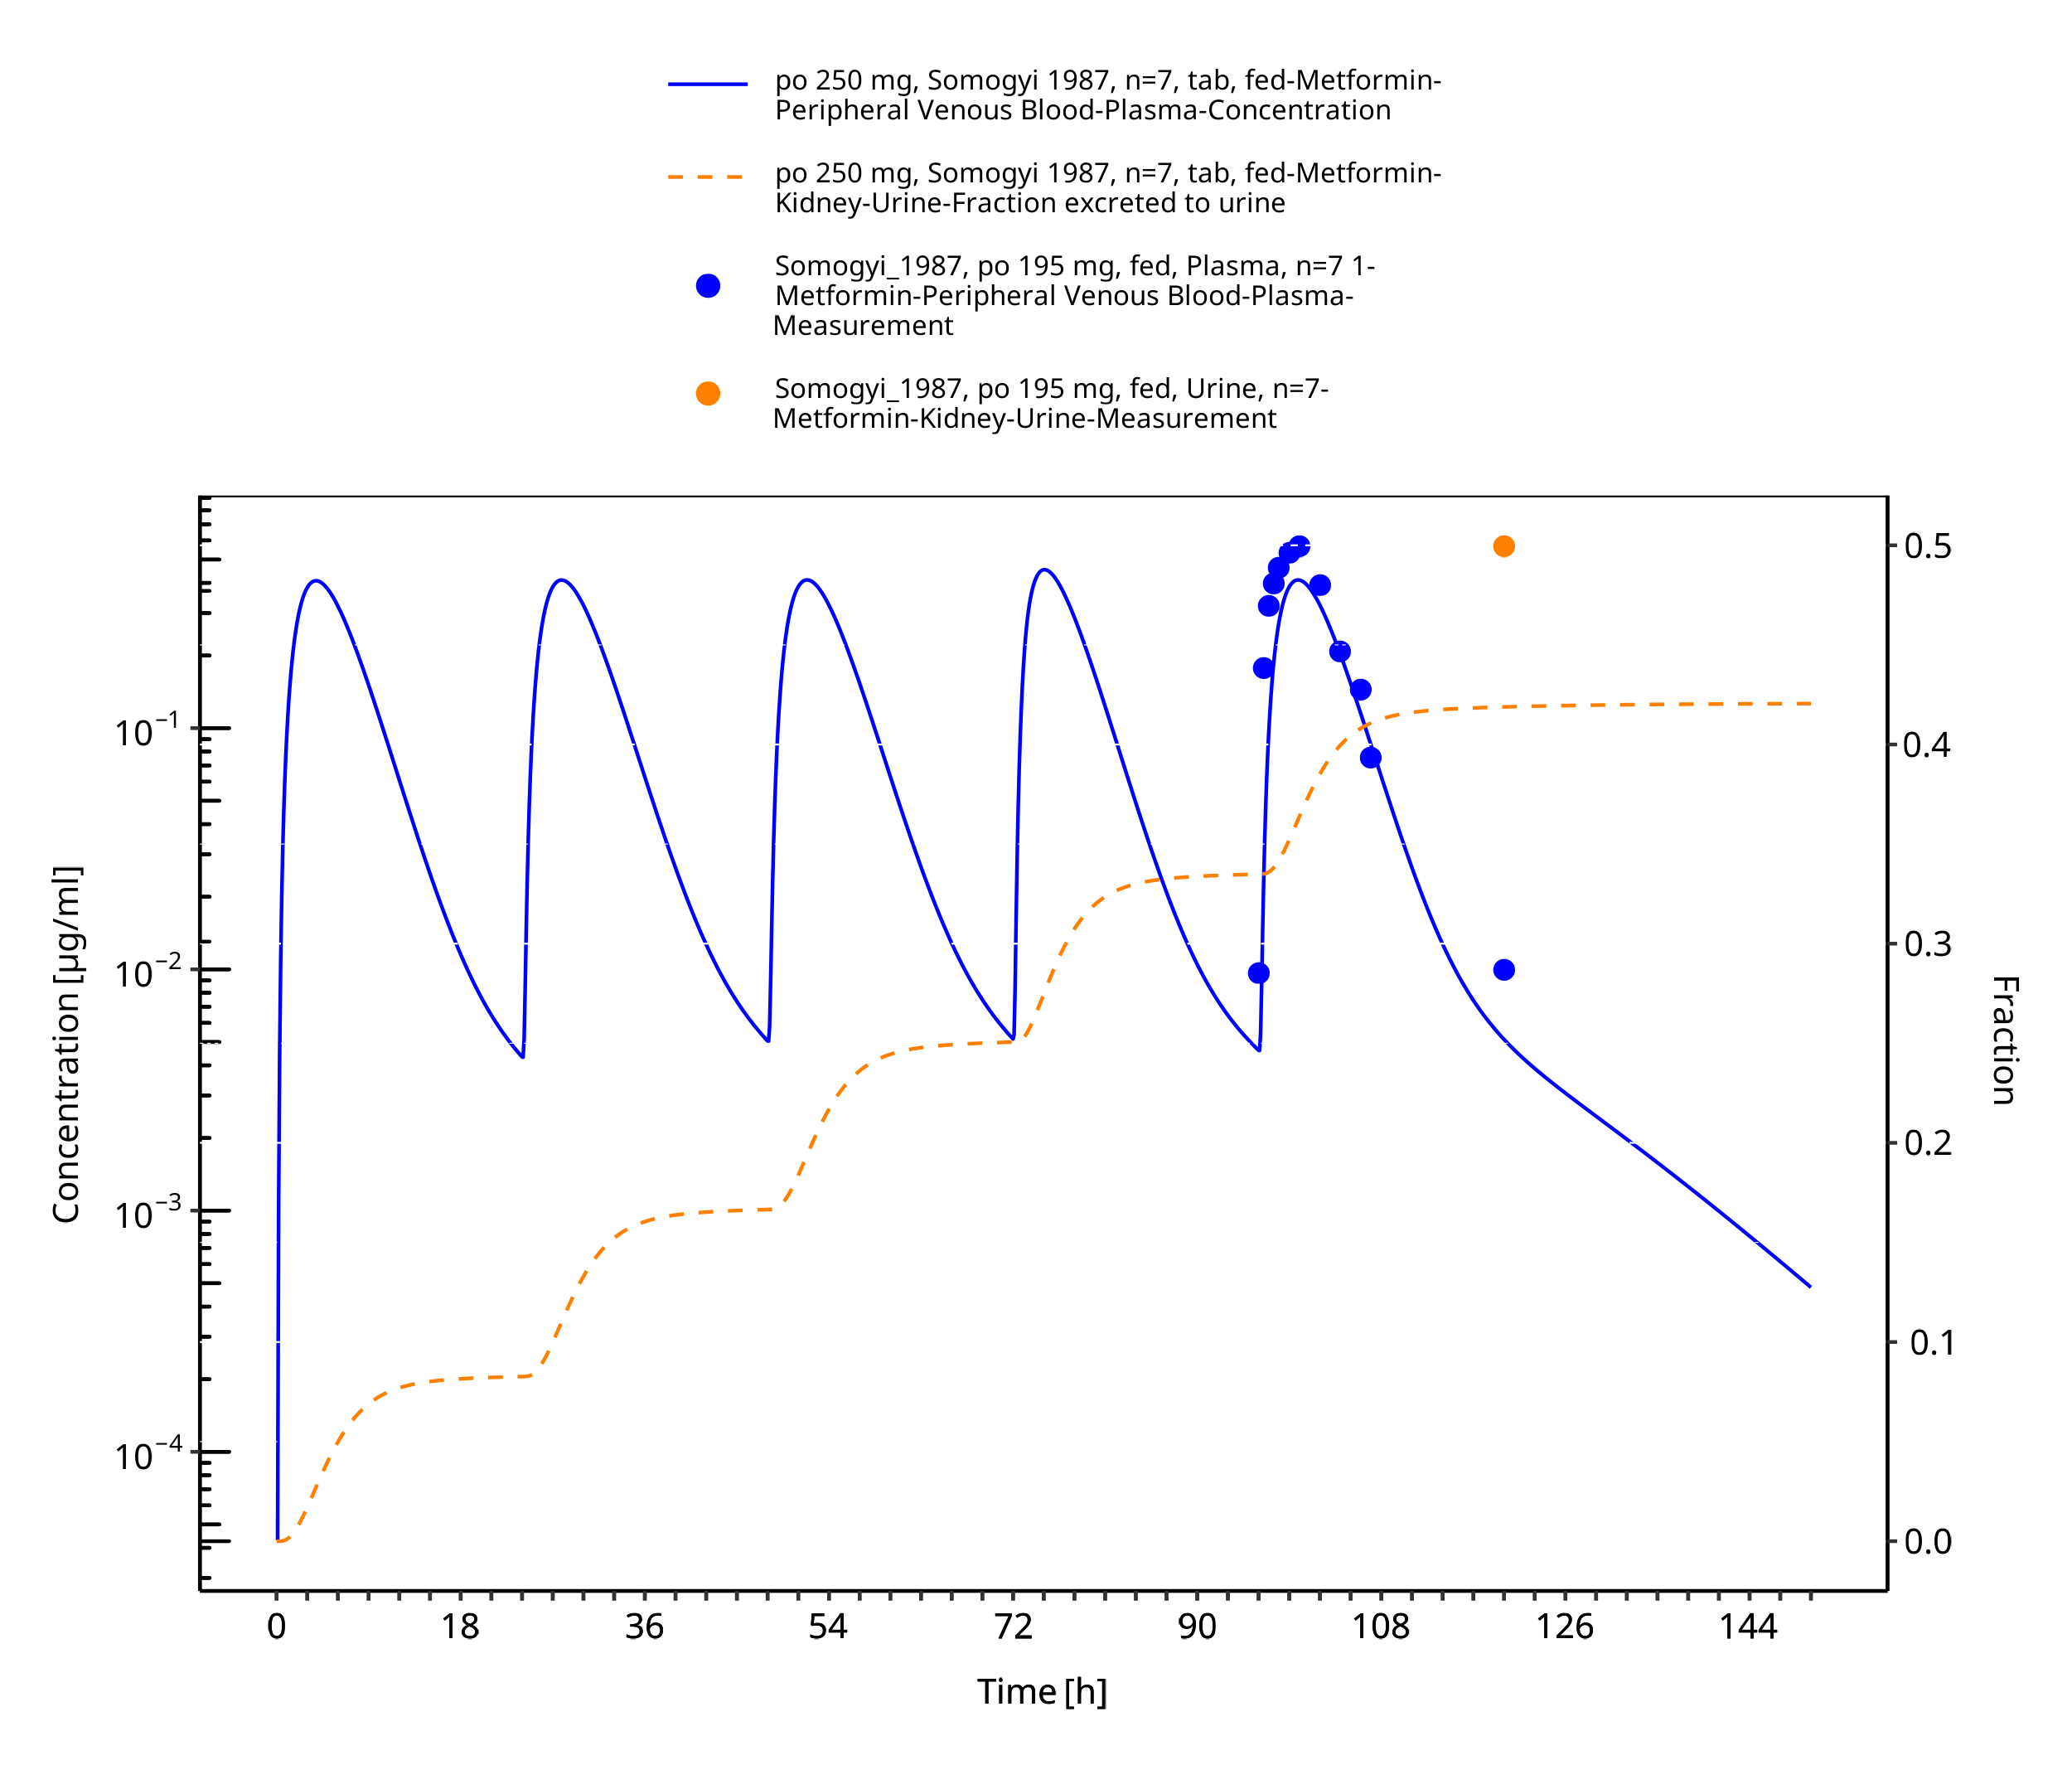 po 250 mg, Somogyi 1987, n=7, tab, fed-Metformin-
Peripheral Venous Blood-Plasma-Concentration
po 250 mg, Somogyi 1987, n=7, tab, fed-Metformin-
Kidney-Urine-Fraction excreted to urine
Somogyi_1987, po 195 mg, fed, Plasma, n=7 1-
Metformin-Peripheral Venous Blood-Plasma-
Measurement
Somogyi_1987, po 195 mg, fed, Urine, n=7-
Metformin-Kidney-Urine-Measurement
Concentration [µg/ml]
10⁻¹
10⁻²
10⁻³
10⁻⁴
0.5
0.4
0.3
0.2
0.1
0.0
Fraction
0 18 36 54 72 90 108 126 144
Time [h]